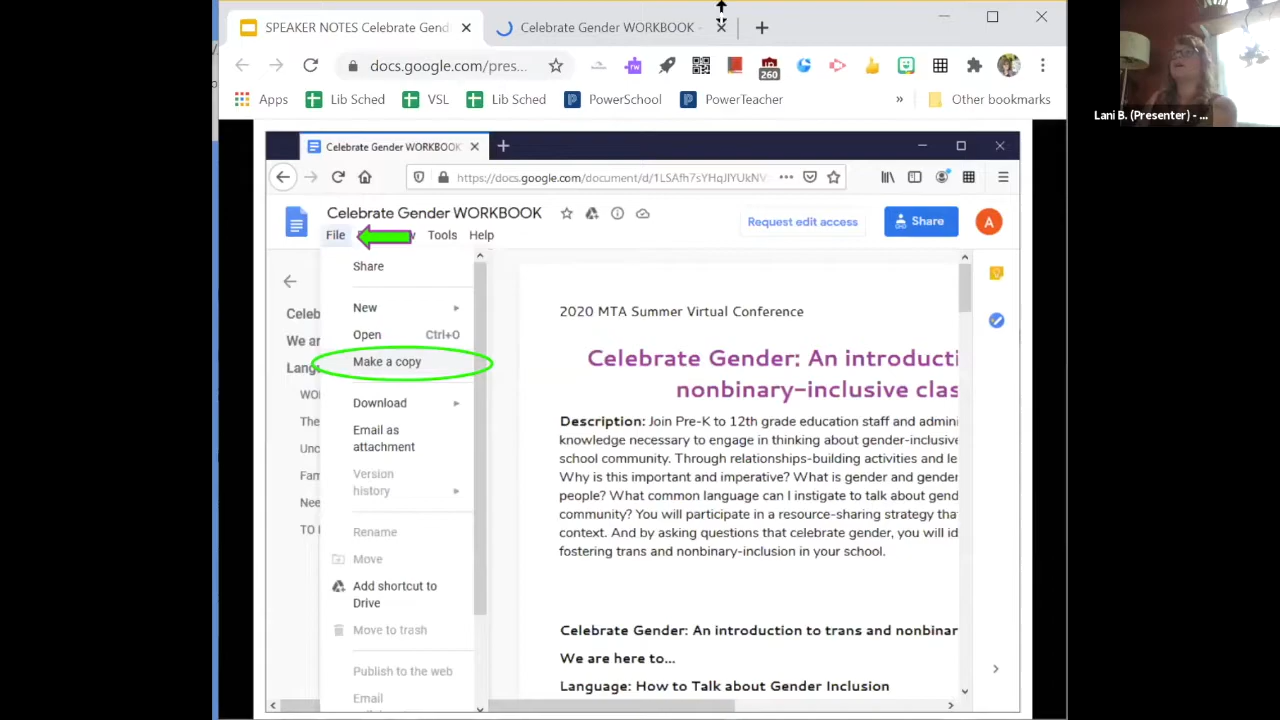 SPEAKER NOTES Celebrate Gend
Celebrate Gender WORKBOOK -
docs.google.com/pres...
260
Apps
Lib Sched
VSL
Lib Sched
PowerSchool
PowerTeacher
»
Other bookmarks
Lani B. (Presenter) - ...
Celebrate Gender WORKBOOK
https://docs.google.com/document/d/1LSAfh7sYHqJIYUkNV
Celebrate Gender WORKBOOK
Request edit access
Share
A
File
Tools
Help
Share
New
Open Ctrl+O
Make a copy
Download
Email as
attachment
Version
history
Rename
Move
Add shortcut to
Drive
Move to trash
Publish to the web
Email
Celeb
We ar
Lang
WO
The
Unc
Fam
Nee
TO
2020 MTA Summer Virtual Conference
Celebrate Gender: An introducti
nonbinary-inclusive clas
Description: Join Pre-K to 12th grade education staff and admin
knowledge necessary to engage in thinking about gender-inclusive
school community. Through relationships-building activities and le
Why is this important and imperative? What is gender and gender
people? What common language can I instigate to talk about gend
community? You will participate in a resource-sharing strategy tha
context. And by asking questions that celebrate gender, you will id
fostering trans and nonbinary-inclusion in your school.
Celebrate Gender: An introduction to trans and nonbinar
We are here to...
Language: How to Talk about Gender Inclusion